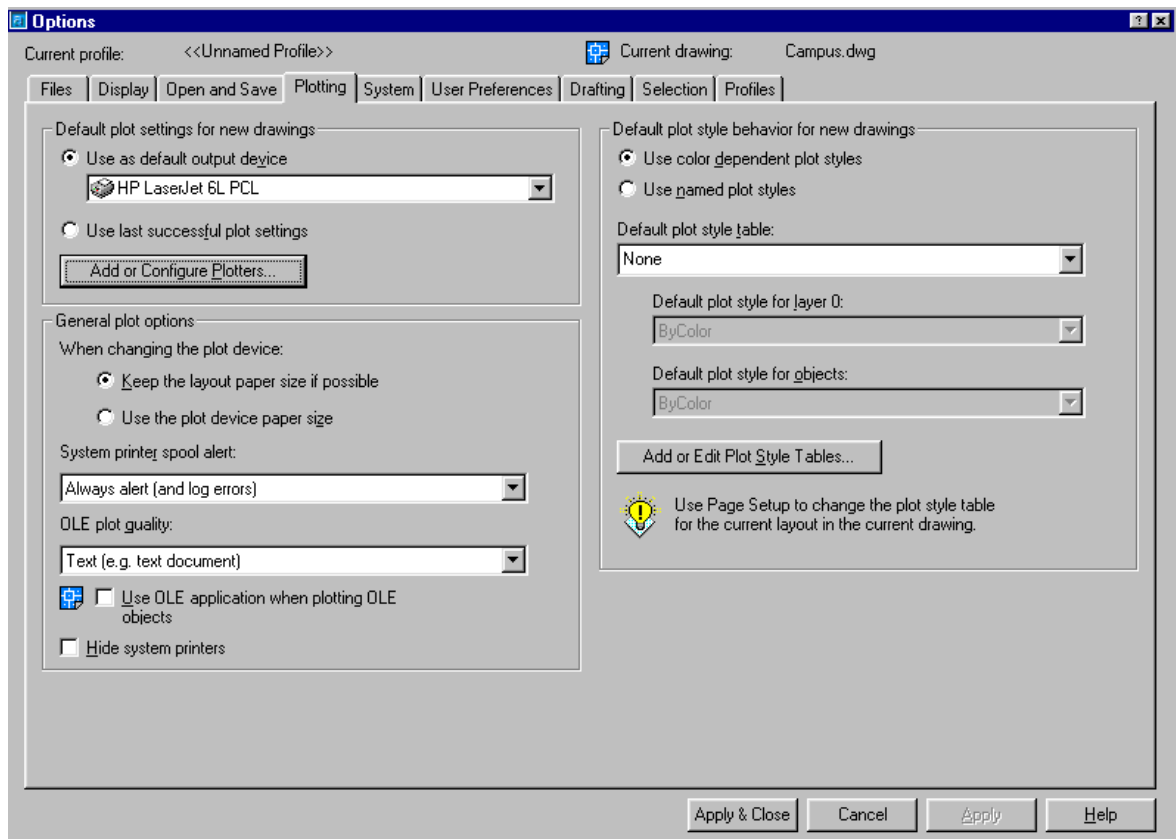 Options
Current profile: <<Unnamed Profile>> Current drawing: Campus.dwg
Files Display Open and Save Plotting System User Preferences Drafting Selection Profiles
Default plot settings for new drawings
Use as default output device
HP LaserJet 6L PCL
Use last successful plot settings
Add or Configure Plotters...
General plot options
When changing the plot device:
Keep the layout paper size if possible
Use the plot device paper size
System printer spool alert:
Always alert (and log errors)
OLE plot quality:
Text (e.g. text document)
Use OLE application when plotting OLE
objects
Hide system printers
Default plot style behavior for new drawings
Use color dependent plot styles
Use named plot styles
Default plot style table:
None
Default plot style for layer 0:
ByColor
Default plot style for objects:
ByColor
Add or Edit Plot Style Tables...
Use Page Setup to change the plot style table
for the current layout in the current drawing.
Apply & Close Cancel Apply Help